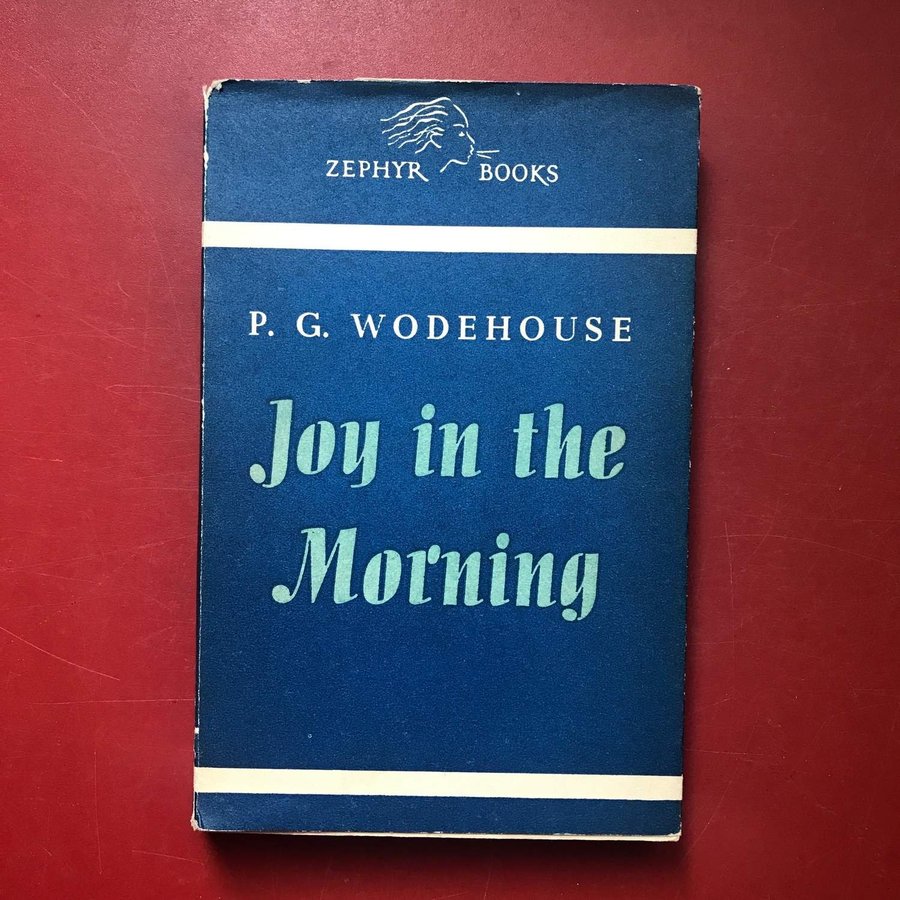 ZEPHYR BOOKS
P. G. WODEHOUSE
Joy in the
Morning